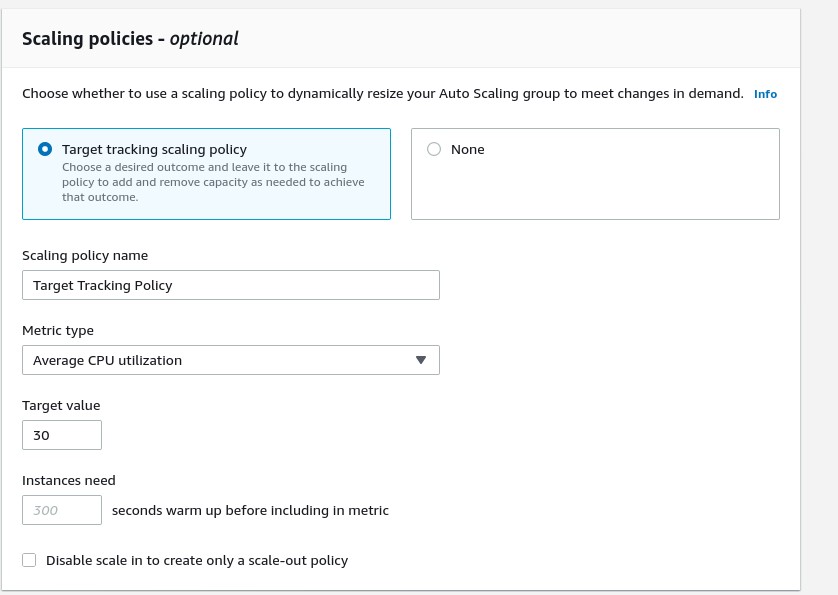 Scaling policies - optional
Choose whether to use a scaling policy to dynamically resize your Auto Scaling group to meet changes in demand. Info
Target tracking scaling policy
Choose a desired outcome and leave it to the scaling
policy to add and remove capacity as needed to achieve
that outcome.
None
Scaling policy name
Target Tracking Policy
Metric type
Average CPU utilization
Target value
30
Instances need
300 seconds warm up before including in metric
Disable scale in to create only a scale-out policy